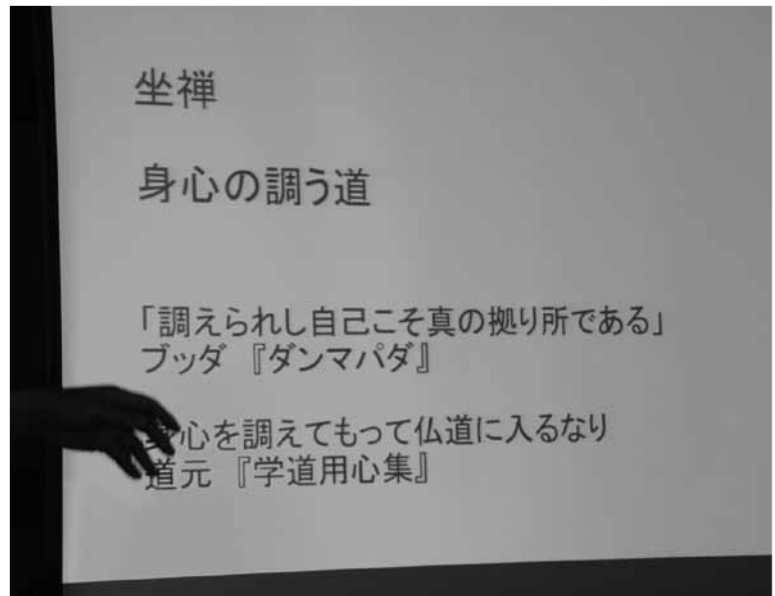 坐禅
身心の調う道
「調えられし自己こそ真の拠り所である」
ブッダ 『ダンマパダ』
身心を調えてもって仏道に入るなり
道元 『学道用心集』